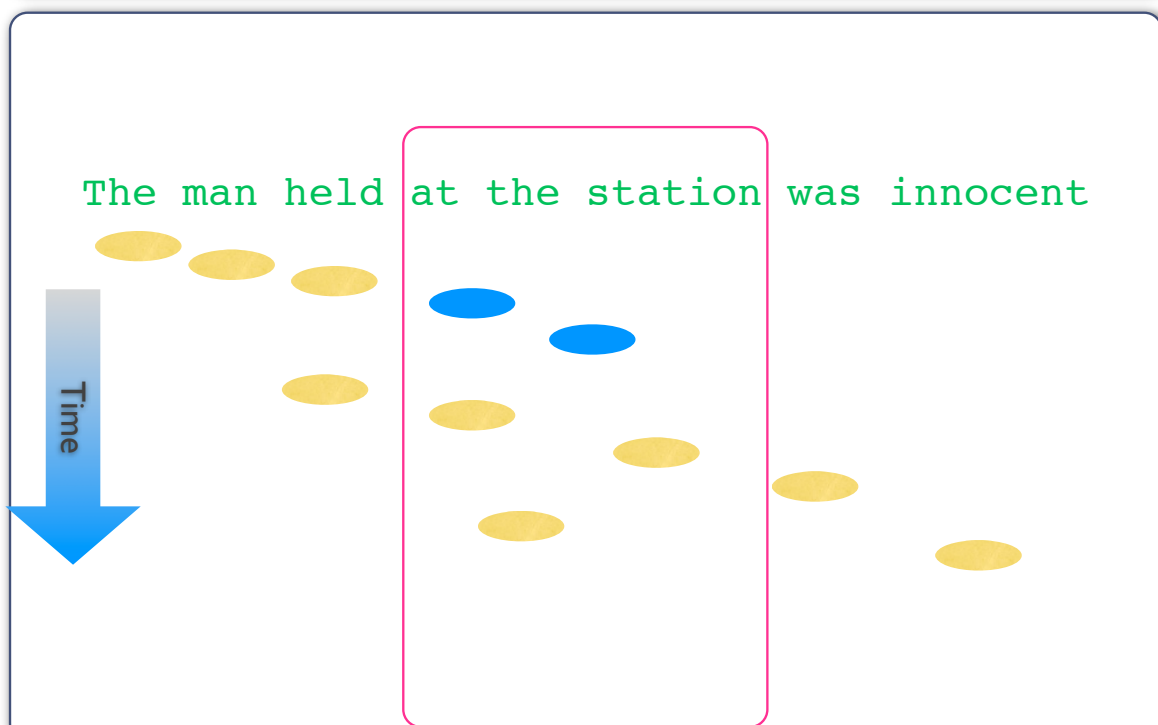 The man held at the station was innocent
Time